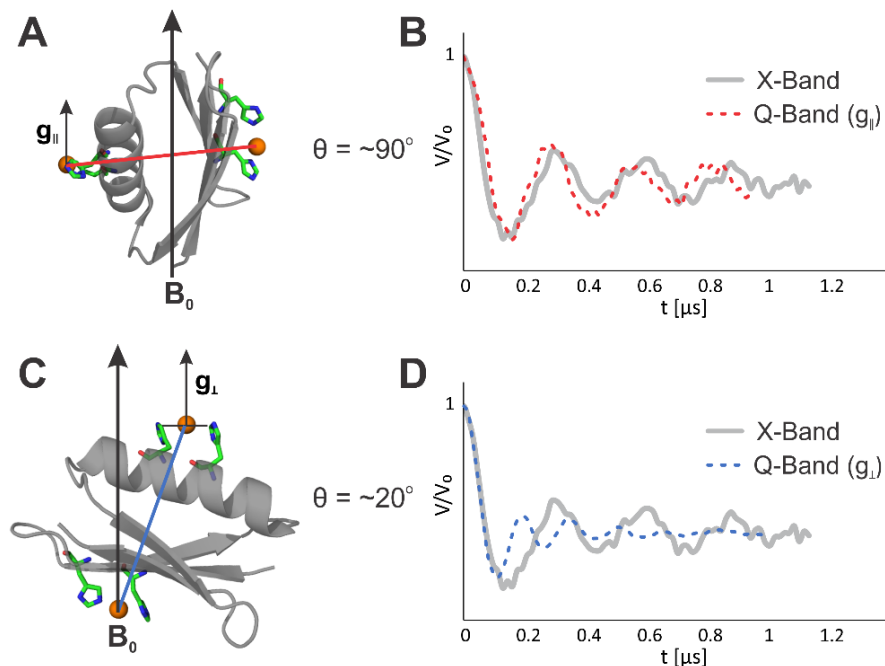 A
g||
B₀
θ = ~90°
B
1
V/V₀
X-Band
Q-Band (g||)
0
0.2
0.4
0.6
0.8
1
1.2
t [µs]
C
g⊥
B₀
θ = ~20°
D
1
V/V₀
X-Band
Q-Band (g⊥)
0
0.2
0.4
0.6
0.8
1
1.2
t [µs]